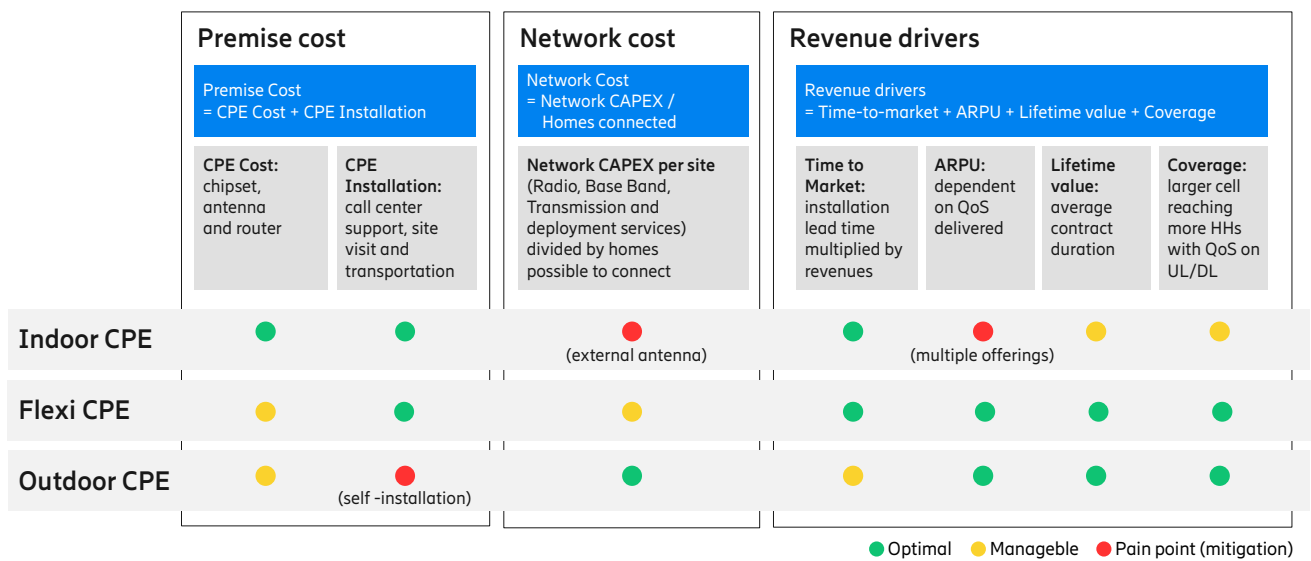 Premise cost
Premise Cost
= CPE Cost + CPE Installation
CPE Cost:
chipset,
antenna
and router
CPE
Installation:
call center
support, site
visit and
transportation
Network cost
Network Cost
= Network CAPEX /
Homes connected
Network CAPEX per site
(Radio, Base Band,
Transmission and
deployment services)
divided by homes
possible to connect
Revenue drivers
Revenue drivers
= Time-to-market + ARPU + Lifetime value + Coverage
Time to
Market:
installation
lead time
multiplied by
revenues
ARPU:
dependent
on QoS
delivered
Lifetime
value:
average
contract
duration
Coverage:
larger cell
reaching
more HHs
with QoS on
UL/DL
Indoor CPE
(external antenna)
(multiple offerings)
Flexi CPE
Outdoor CPE
(self -installation)
Optimal
Manageble
Pain point (mitigation)